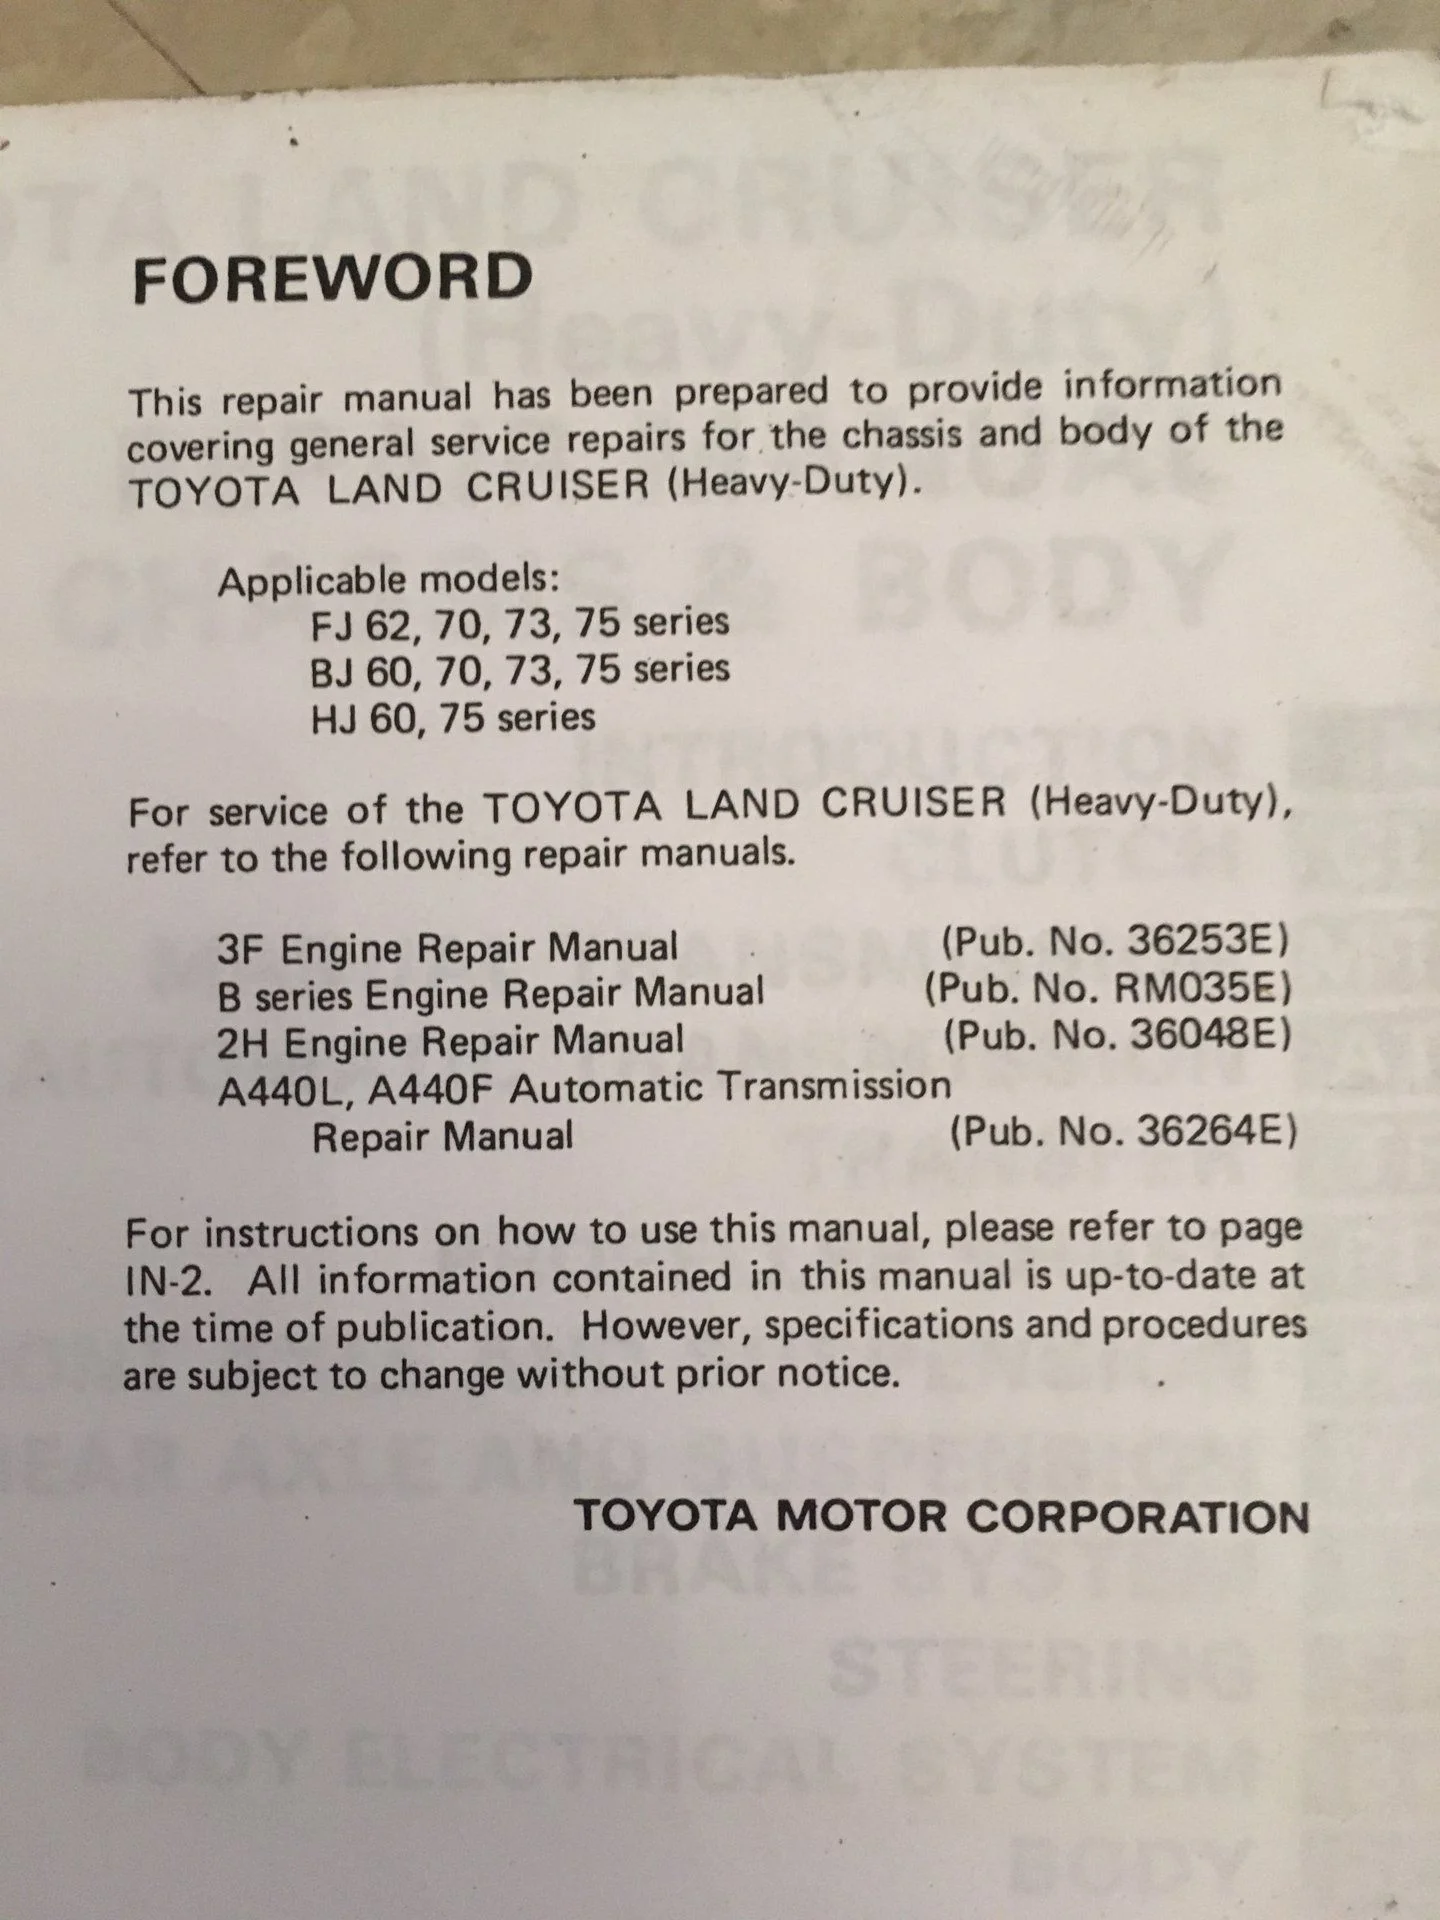 FOREWORD
This repair manual has been prepared to provide information
covering general service repairs for the chassis and body of the
TOYOTA LAND CRUISER (Heavy-Duty).
Applicable models:
FJ 62, 70, 73, 75 series
BJ 60, 70, 73, 75 series
HJ 60, 75 series
For service of the TOYOTA LAND CRUISER (Heavy-Duty),
refer to the following repair manuals.
3F Engine Repair Manual (Pub. No. 36253E)
B series Engine Repair Manual (Pub. No. RM035E)
2H Engine Repair Manual (Pub. No. 36048E)
A440L, A440F Automatic Transmission
Repair Manual (Pub. No. 36264E)
For instructions on how to use this manual, please refer to page
IN-2. All information contained in this manual is up-to-date at
the time of publication. However, specifications and procedures
are subject to change without prior notice.
TOYOTA MOTOR CORPORATION